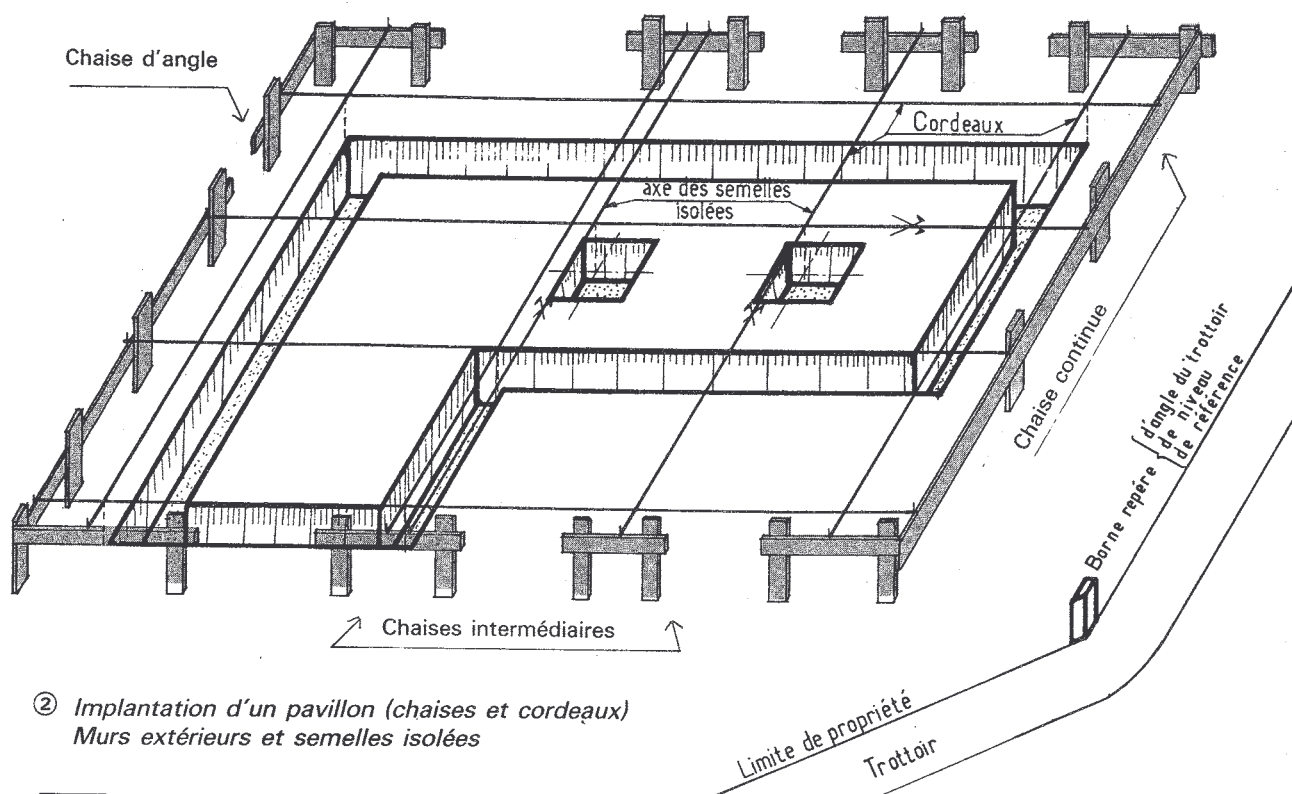 Chaise d'angle
Cordeaux
axe des semelles
isolées
Chaise continue
Borne repére { d'angle du trottoir
de niveau
de référence
Chaises intermédiaires
② Implantation d'un pavillon (chaises et cordeaux)
Murs extérieurs et semelles isolées
Limite de propriété
Trottoir